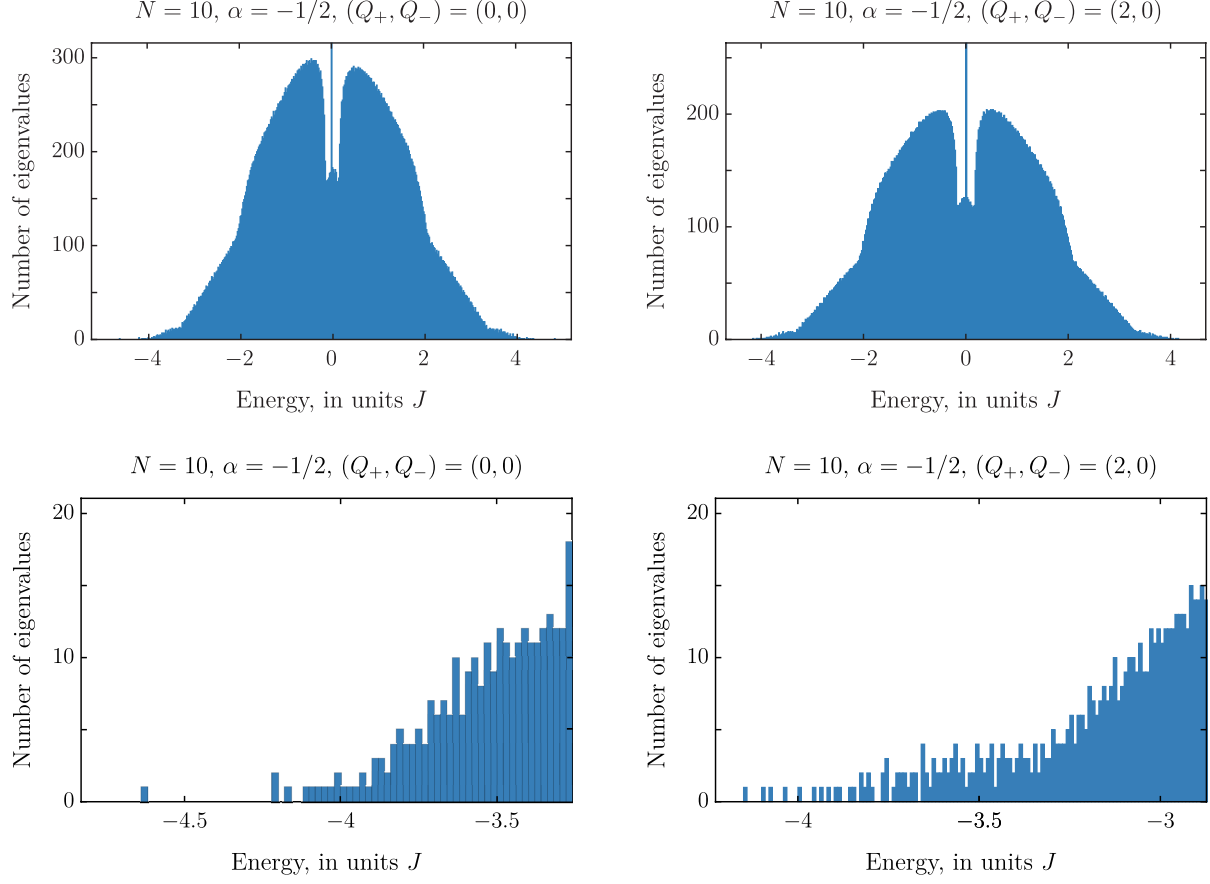 N = 10, α = −1/2, (Q₊, Q₋) = (0, 0)
Number of eigenvalues
300
200
100
0
−4
−2
0
2
4
Energy, in units J
N = 10, α = −1/2, (Q₊, Q₋) = (2, 0)
Number of eigenvalues
200
100
0
−4
−2
0
2
4
Energy, in units J
N = 10, α = −1/2, (Q₊, Q₋) = (0, 0)
Number of eigenvalues
20
10
0
−4.5
−4
−3.5
Energy, in units J
N = 10, α = −1/2, (Q₊, Q₋) = (2, 0)
Number of eigenvalues
20
10
0
−4
−3.5
−3
Energy, in units J